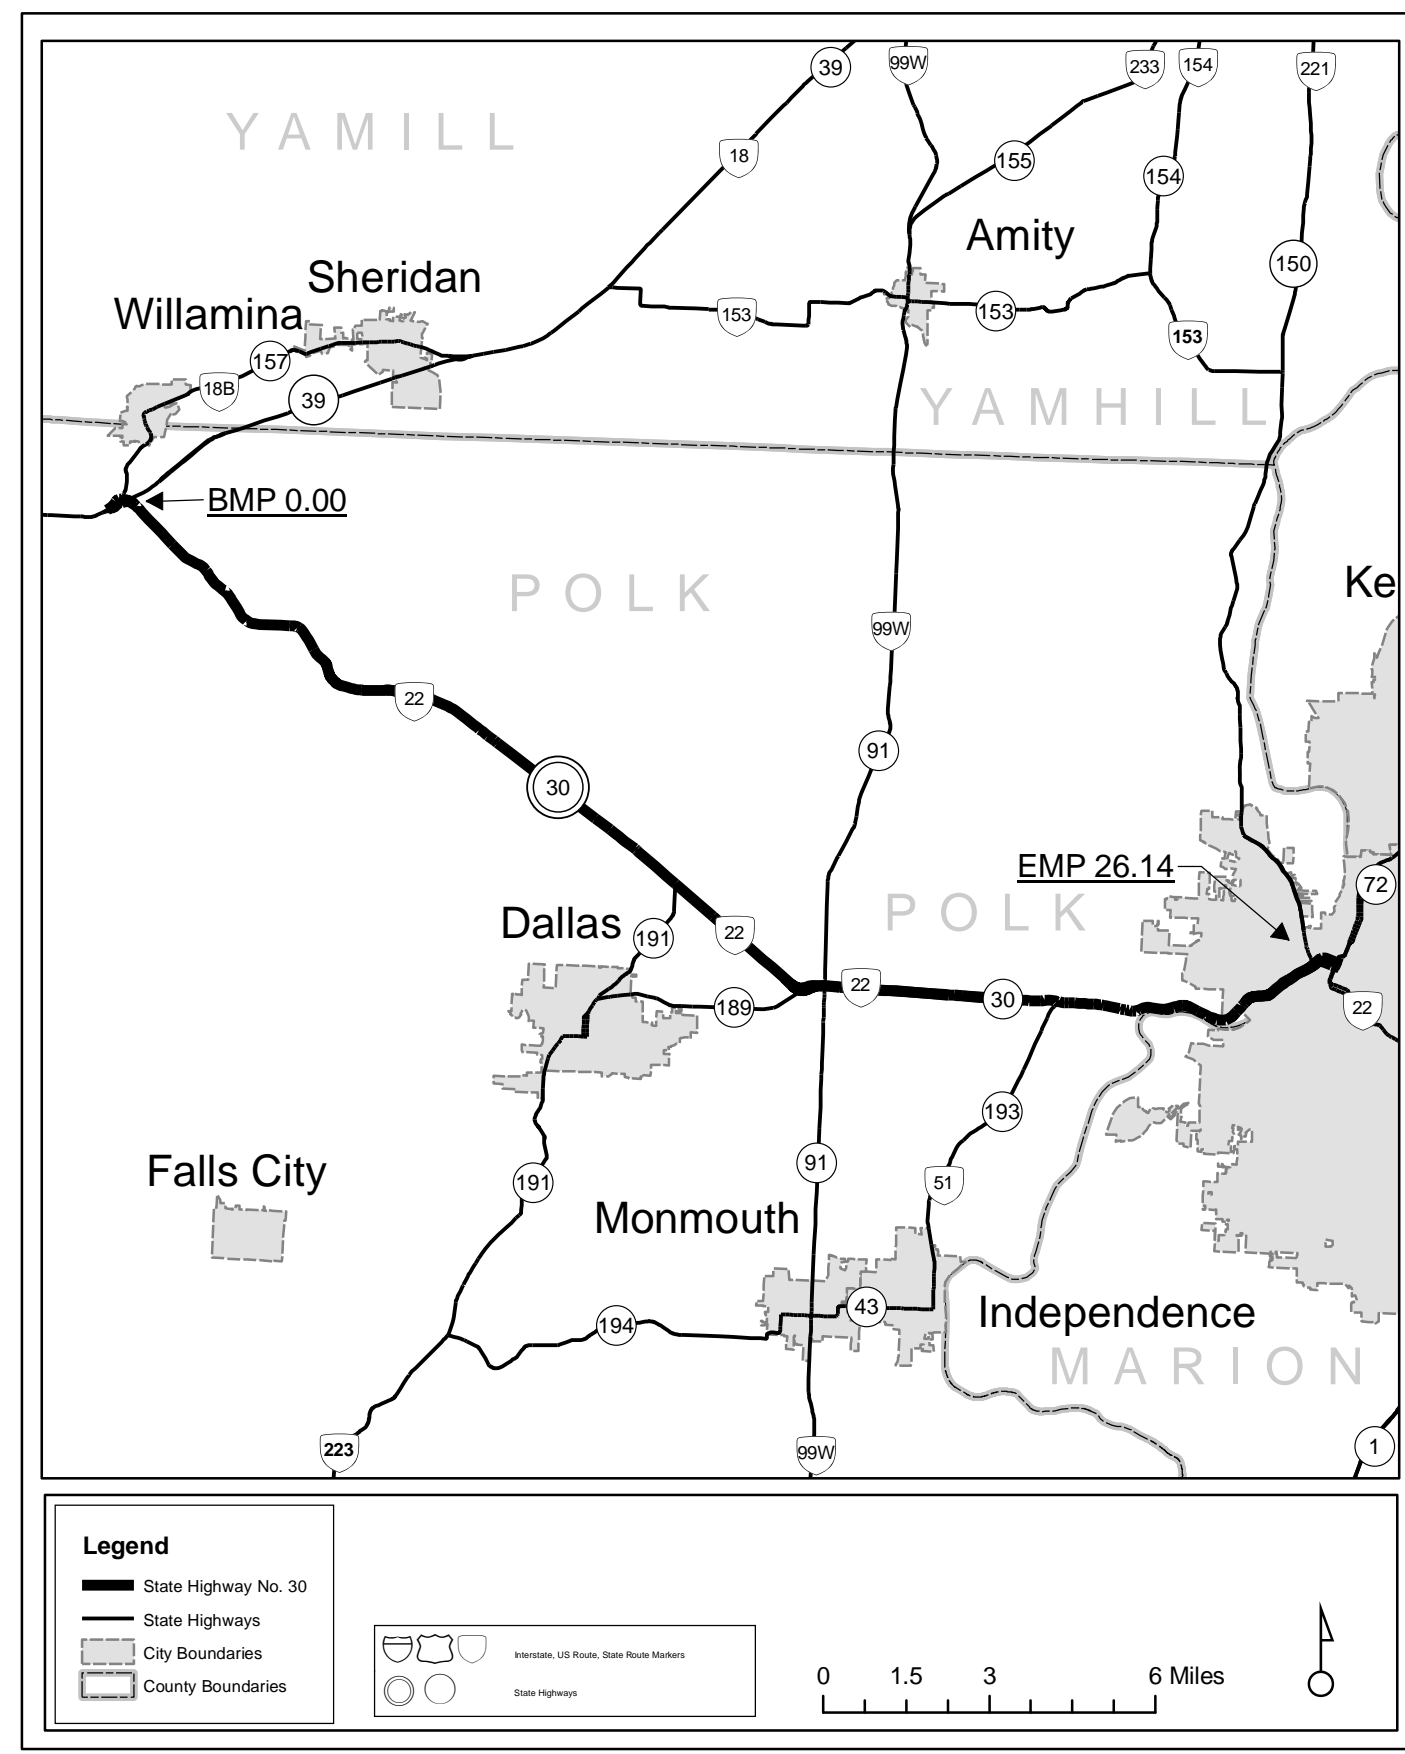 39
99W
233
154
221
YAMILL
18
155
154
Amity
150
Sheridan
Willamina
153
153
153
157
18B
39
YAMHILL
BMP 0.00
POLK
Ke
99W
22
91
30
EMP 26.14
72
POLK
Dallas
191
22
22
30
189
22
193
91
Falls City
191
51
Monmouth
43
Independence
194
MARION
223
99W
1
Legend
State Highway No. 30
State Highways
City Boundaries
County Boundaries
Interstate, US Route, State Route Markers
State Highways
0 1.5 3 6 Miles